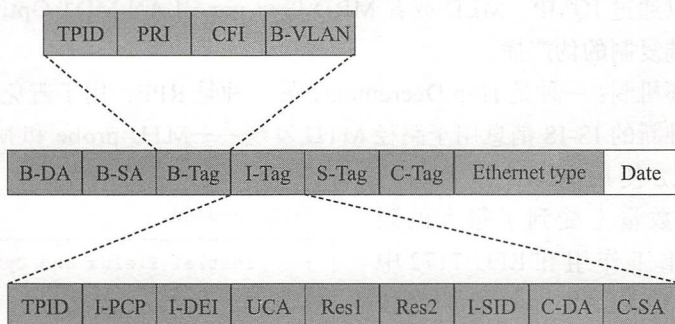 TPID PRI CFI B-VLAN
B-DA B-SA B-Tag I-Tag S-Tag C-Tag Ethernet type Date
TPID I-PCP I-DEI UCA Res1 Res2 I-SID C-DA C-SA